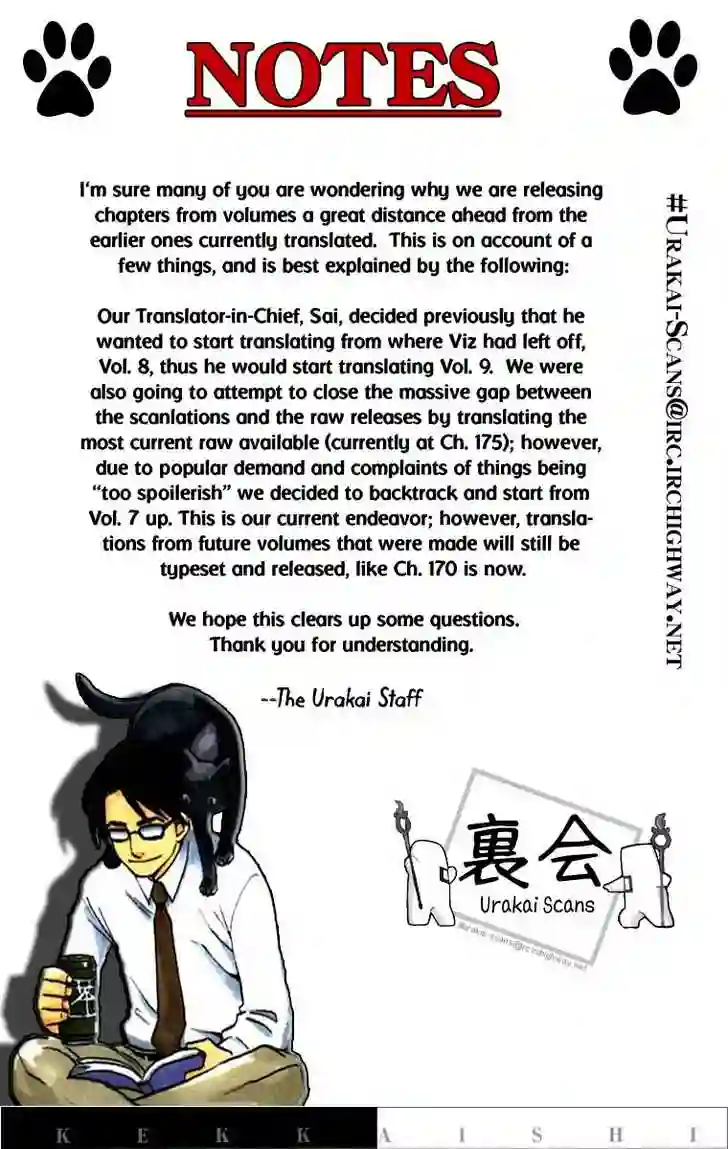 NOTES
I'm sure many of you are wondering why we are releasing
chapters from volumes a great distance ahead from the
earlier ones currently translated. This is on account of a
few things, and is best explained by the following:
Our Translator-in-Chief, Sai, decided previously that he
wanted to start translating from where Viz had left off,
Vol. 8, thus he would start translating Vol. 9. We were
also going to attempt to close the massive gap between
the scanlations and the raw releases by translating the
most current raw available (currently at Ch. 175); however,
due to popular demand and complaints of things being
“too spoilerish” we decided to backtrack and start from
Vol. 7 up. This is our current endeavor; however, transla-
tions from future volumes that were made will still be
typeset and released, like Ch. 170 is now.
We hope this clears up some questions.
Thank you for understanding.
--The Urakai Staff
#URAKAI-SCANS@IRC.IRCHIGHWAY.NET
裏会
Urakai Scans
#urakai-scans@irc.irchighway.net
KEKKAISHI